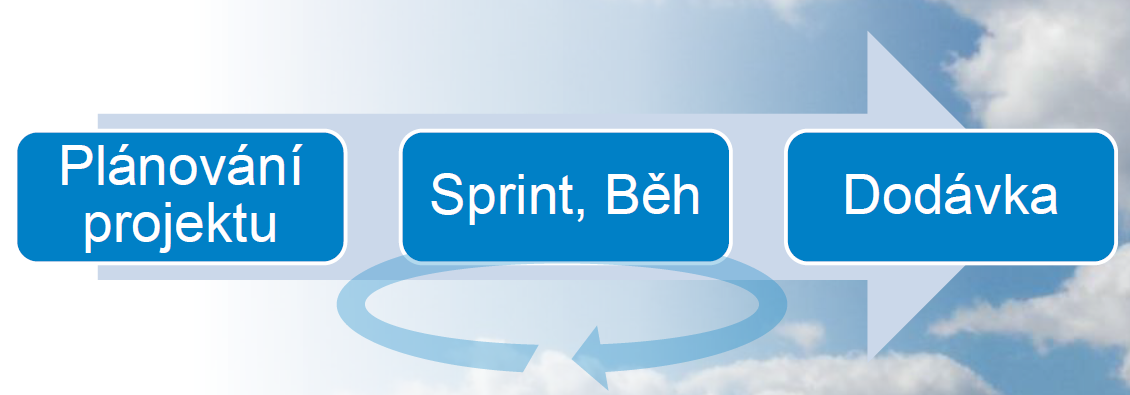 Plánování
projektu
Sprint, Běh
Dodávka